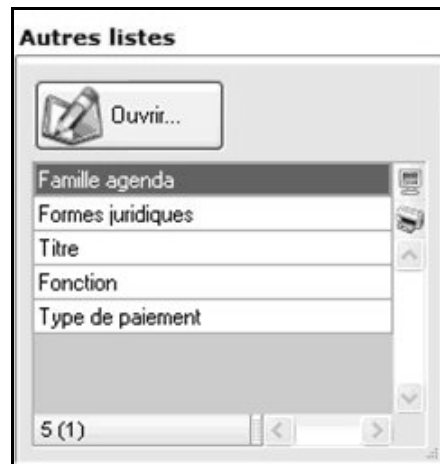 Autres listes
Ouvrir...
Famille agenda
Formes juridiques
Titre
Fonction
Type de paiement
5 (1)